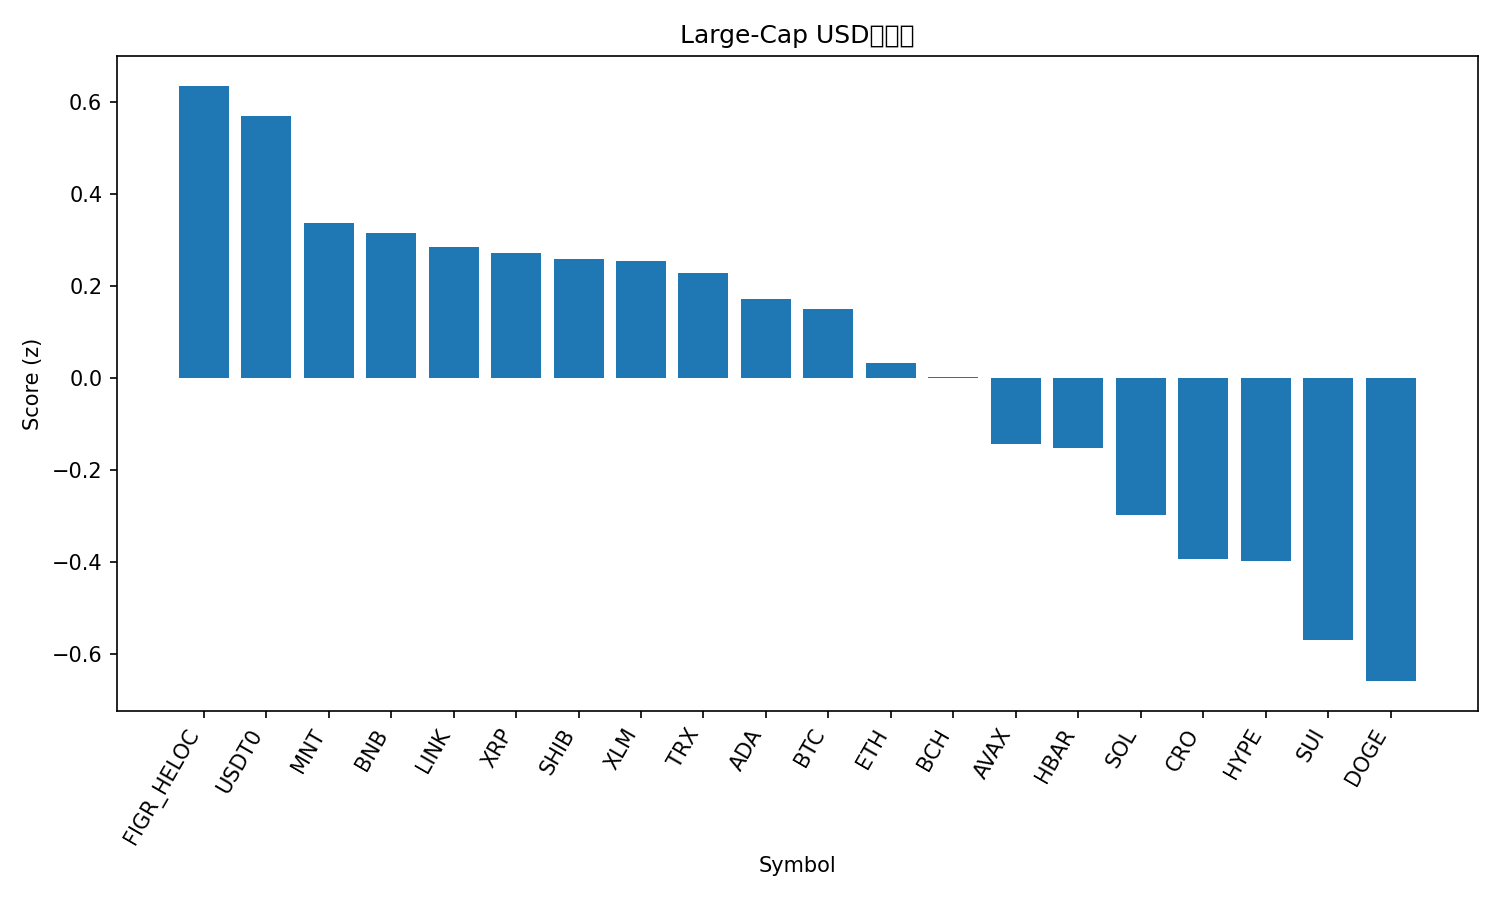 Large-Cap USD
Score (z)
0.6
0.4
0.2
0.0
−0.2
−0.4
−0.6
FIGR_HELOC
USDT0
MNT
BNB
LINK
XRP
SHIB
XLM
TRX
ADA
BTC
ETH
BCH
AVAX
HBAR
SOL
CRO
HYPE
SUI
DOGE
Symbol